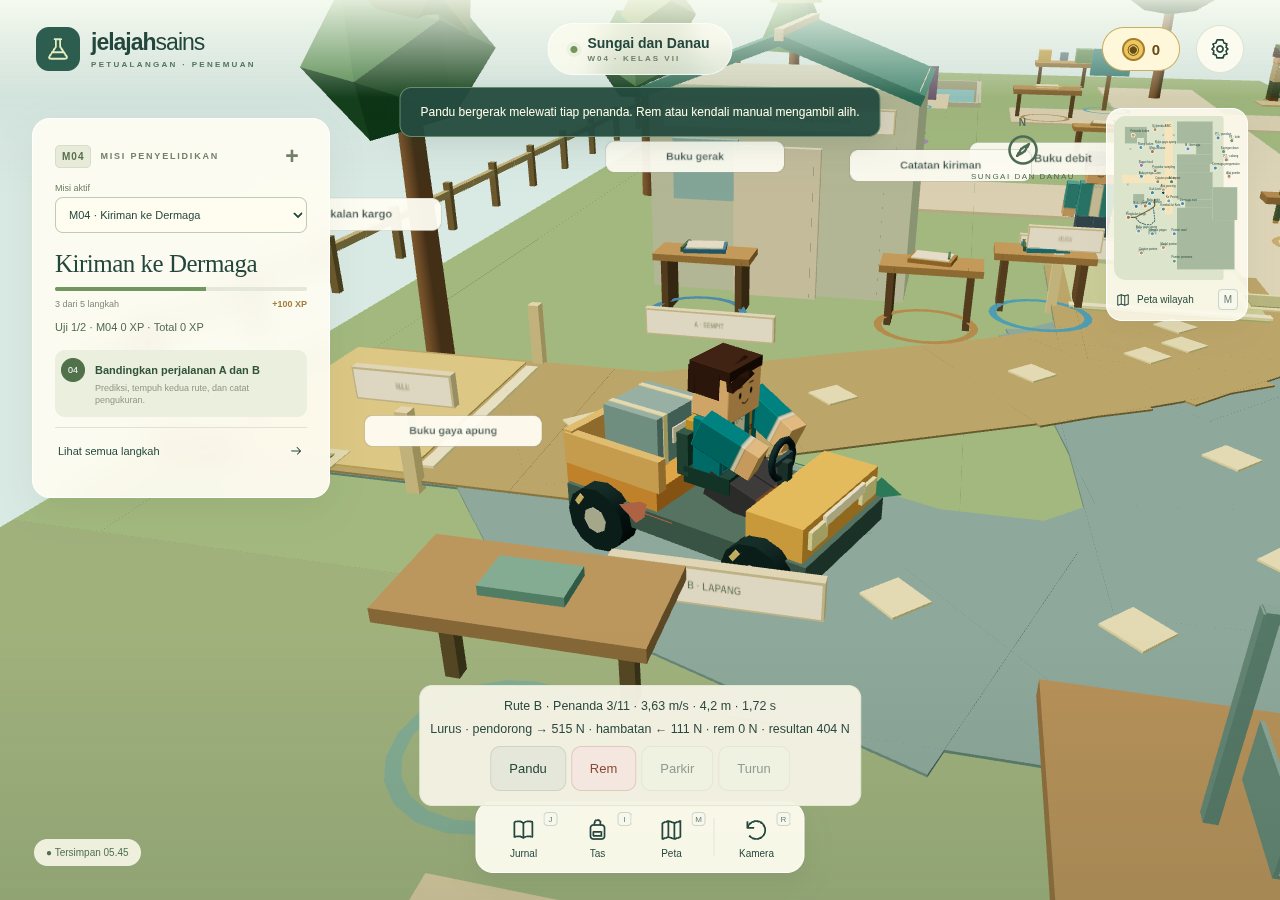 jelajahsains
PETUALANGAN · PENEMUAN
Sungai dan Danau
W04 · KELAS VII
0
Pandu bergerak melewati tiap penanda. Rem atau kendali manual mengambil alih.
M04
MISI PENYELIDIKAN
+
Misi aktif
M04 · Kiriman ke Dermaga
Kiriman ke Dermaga
3 dari 5 langkah
+100 XP
Uji 1/2 · M04 0 XP · Total 0 XP
04
Bandingkan perjalanan A dan B
Prediksi, tempuh kedua rute, dan catat
pengukuran.
Lihat semua langkah
kalan kargo
Buku gerak
Catatan kiriman
Buku debit
N
SUNGAI DAN DANAU
Peta wilayah
M
A · SEMPIT
Buku gaya apung
B · LAPANG
Rute B · Penanda 3/11 · 3,63 m/s · 4,2 m · 1,72 s
Lurus · pendorong → 515 N · hambatan ← 111 N · rem 0 N · resultan 404 N
Pandu
Rem
Parkir
Turun
J
Jurnal
I
Tas
M
Peta
R
Kamera
● Tersimpan 05.45